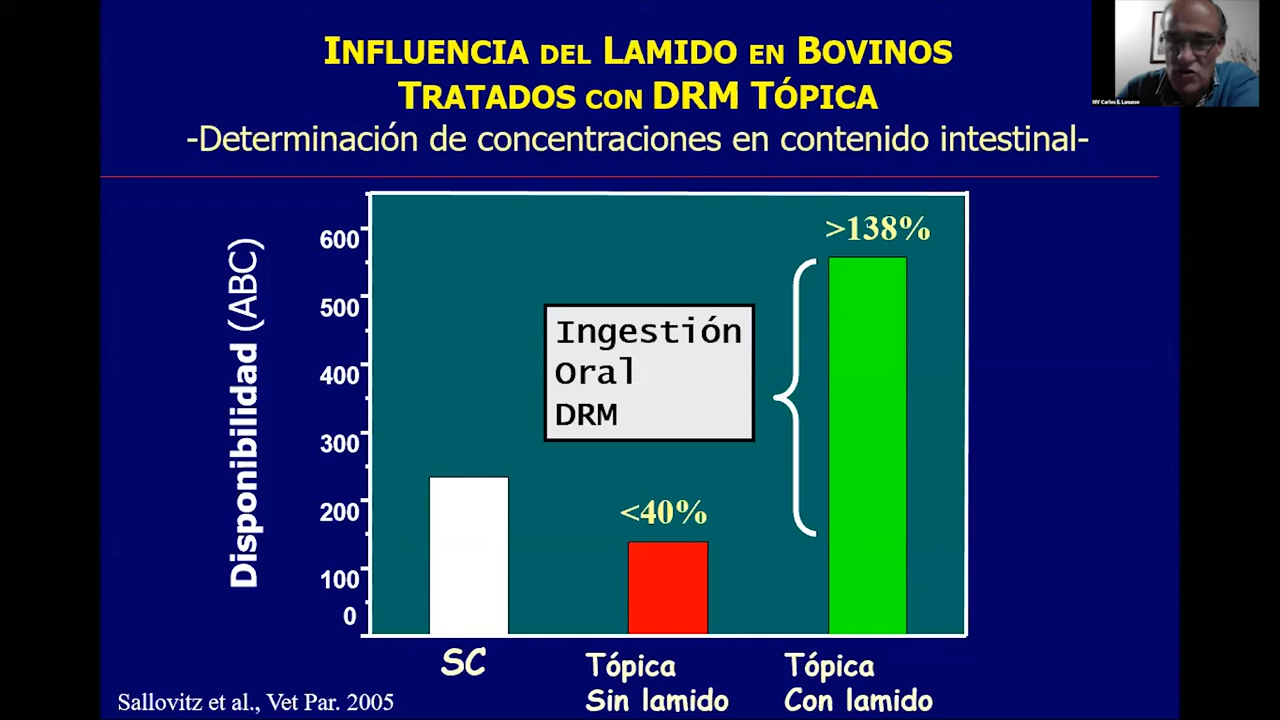 INFLUENCIA DEL LAMIDO EN BOVINOS
TRATADOS CON DRM TÓPICA
-Determinación de concentraciones en contenido intestinal-
MV Carlos E. Lanusse
Disponibilidad (ABC)
600
500
400
300
200
100
0
>138%
Ingestión
Oral
DRM
<40%
SC
Tópica
Sin lamido
Tópica
Con lamido
Sallovitz et al., Vet Par. 2005